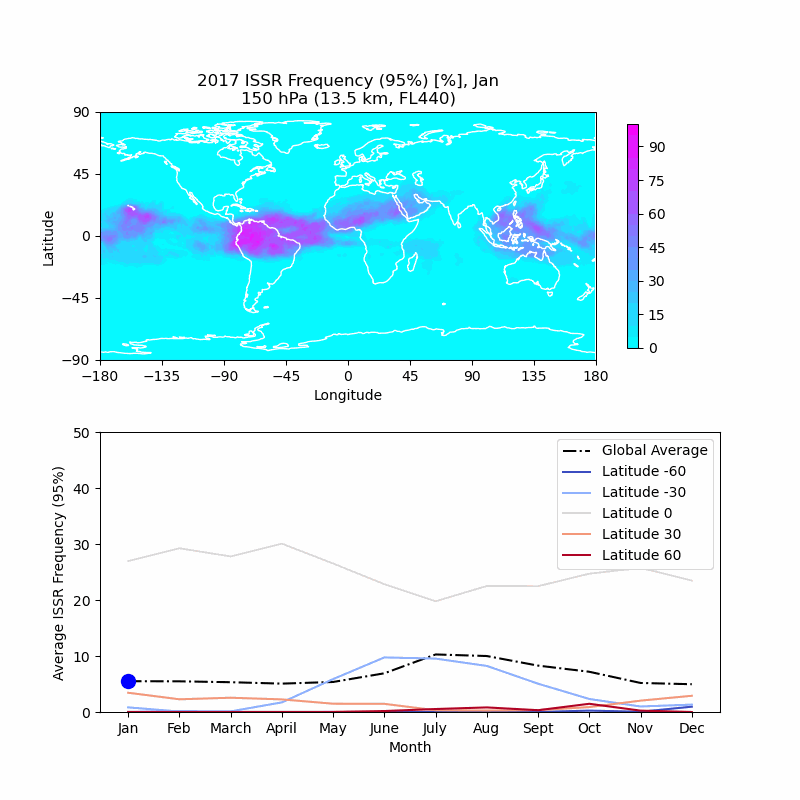 2017 ISSR Frequency (95%) [%], Jan
150 hPa (13.5 km, FL440)
90
45
0
−45
−90
Latitude
−180 −135 −90 −45 0 45 90 135 180
Longitude
90
75
60
45
30
15
0
50
40
30
20
10
0
Average ISSR Frequency (95%)
Global Average
Latitude -60
Latitude -30
Latitude 0
Latitude 30
Latitude 60
Jan Feb March April May June July Aug Sept Oct Nov Dec
Month